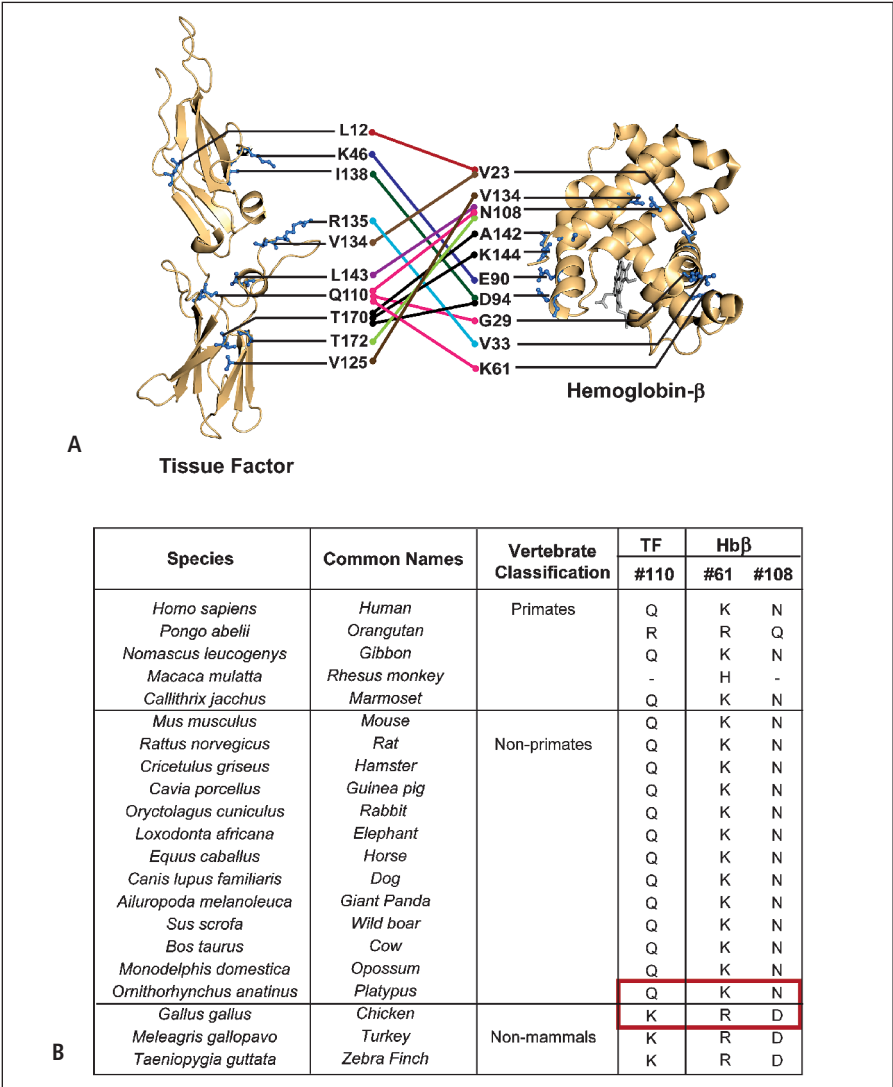 L12
K46
I138
R135
V134
L143
Q110
T170
T172
V125
V23
V134
N108
A142
K144
E90
D94
G29
V33
K61
Hemoglobin-β
A
Tissue Factor
Species Common Names Vertebrate Classification TF Hbβ
#110 #61 #108
Homo sapiens Human Primates Q K N
Pongo abelii Orangutan R R Q
Nomascus leucogenys Gibbon Q K N
Macaca mulatta Rhesus monkey - H -
Callithrix jacchus Marmoset Q K N
Mus musculus Mouse Q K N
Rattus norvegicus Rat Non-primates Q K N
Cricetulus griseus Hamster Q K N
Cavia porcellus Guinea pig Q K N
Oryctolagus cuniculus Rabbit Q K N
Loxodonta africana Elephant Q K N
Equus caballus Horse Q K N
Canis lupus familiaris Dog Q K N
Ailuropoda melanoleuca Giant Panda Q K N
Sus scrofa Wild boar Q K N
Bos taurus Cow Q K N
Monodelphis domestica Opossum Q K N
Ornithorhynchus anatinus Platypus Q K N
Gallus gallus Chicken K R D
Meleagris gallopavo Turkey Non-mammals K R D
Taeniopygia guttata Zebra Finch K R D
B